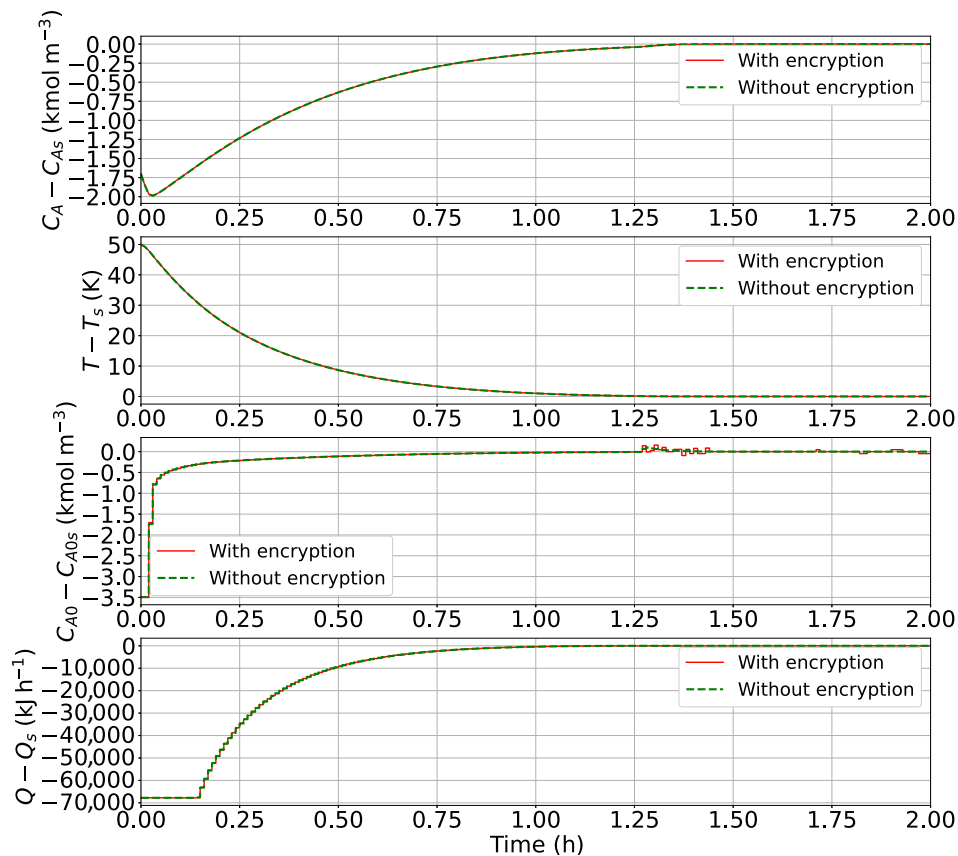 C_A − C_{As} (kmol m^{−3})
0.00
−0.25
−0.50
−0.75
−1.00
−1.25
−1.50
−1.75
−2.00
With encryption
Without encryption
0.00 0.25 0.50 0.75 1.00 1.25 1.50 1.75 2.00
T − T_s (K)
50
40
30
20
10
0
With encryption
Without encryption
0.00 0.25 0.50 0.75 1.00 1.25 1.50 1.75 2.00
C_{A0} − C_{A0s} (kmol m^{−3})
0.0
−0.5
−1.0
−1.5
−2.0
−2.5
−3.0
−3.5
With encryption
Without encryption
0.00 0.25 0.50 0.75 1.00 1.25 1.50 1.75 2.00
Q − Q_s (kJ h^{−1})
0
−10,000
−20,000
−30,000
−40,000
−50,000
−60,000
−70,000
With encryption
Without encryption
0.00 0.25 0.50 0.75 1.00 1.25 1.50 1.75 2.00
Time (h)